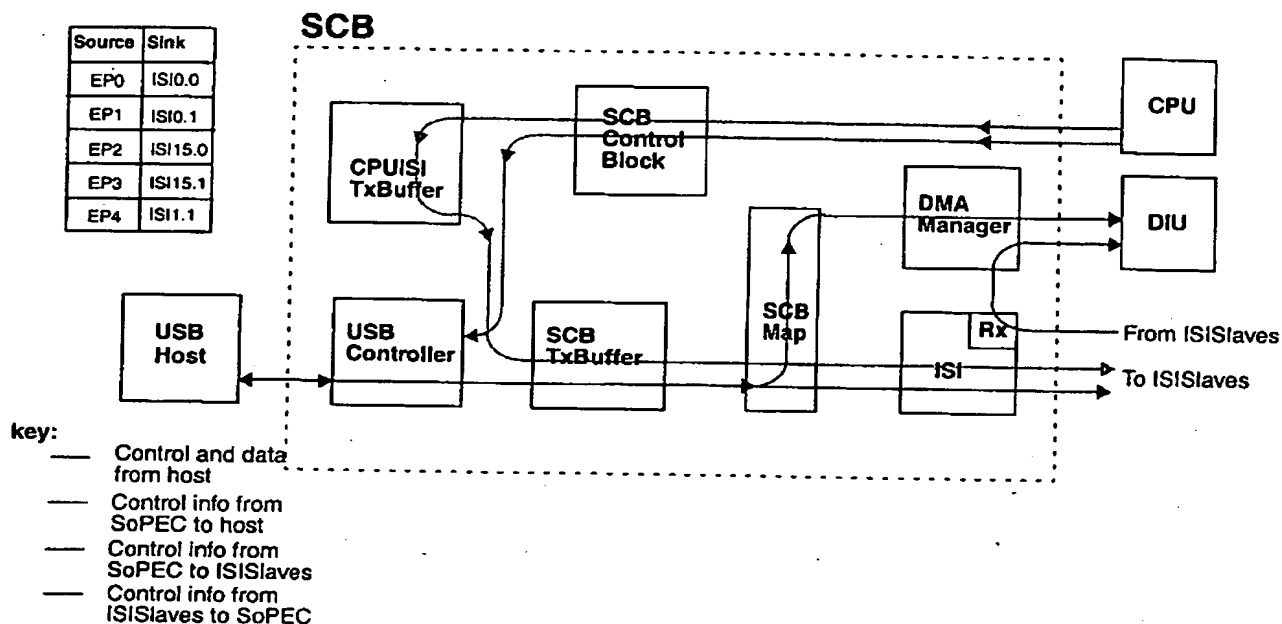 SCB
Source Sink
EP0 ISI0.0
EP1 ISI0.1
EP2 ISI15.0
EP3 ISI15.1
EP4 ISI1.1
CPU
SCB
Control
Block
CPUISI
TxBuffer
DMA
Manager
DIU
USB
Host
USB
Controller
SCB
TxBuffer
SCB
Map
Rx
ISI
From ISISlaves
To ISISlaves
key:
Control and data
from host
Control info from
SoPEC to host
Control info from
SoPEC to ISISlaves
Control info from
ISISlaves to SoPEC